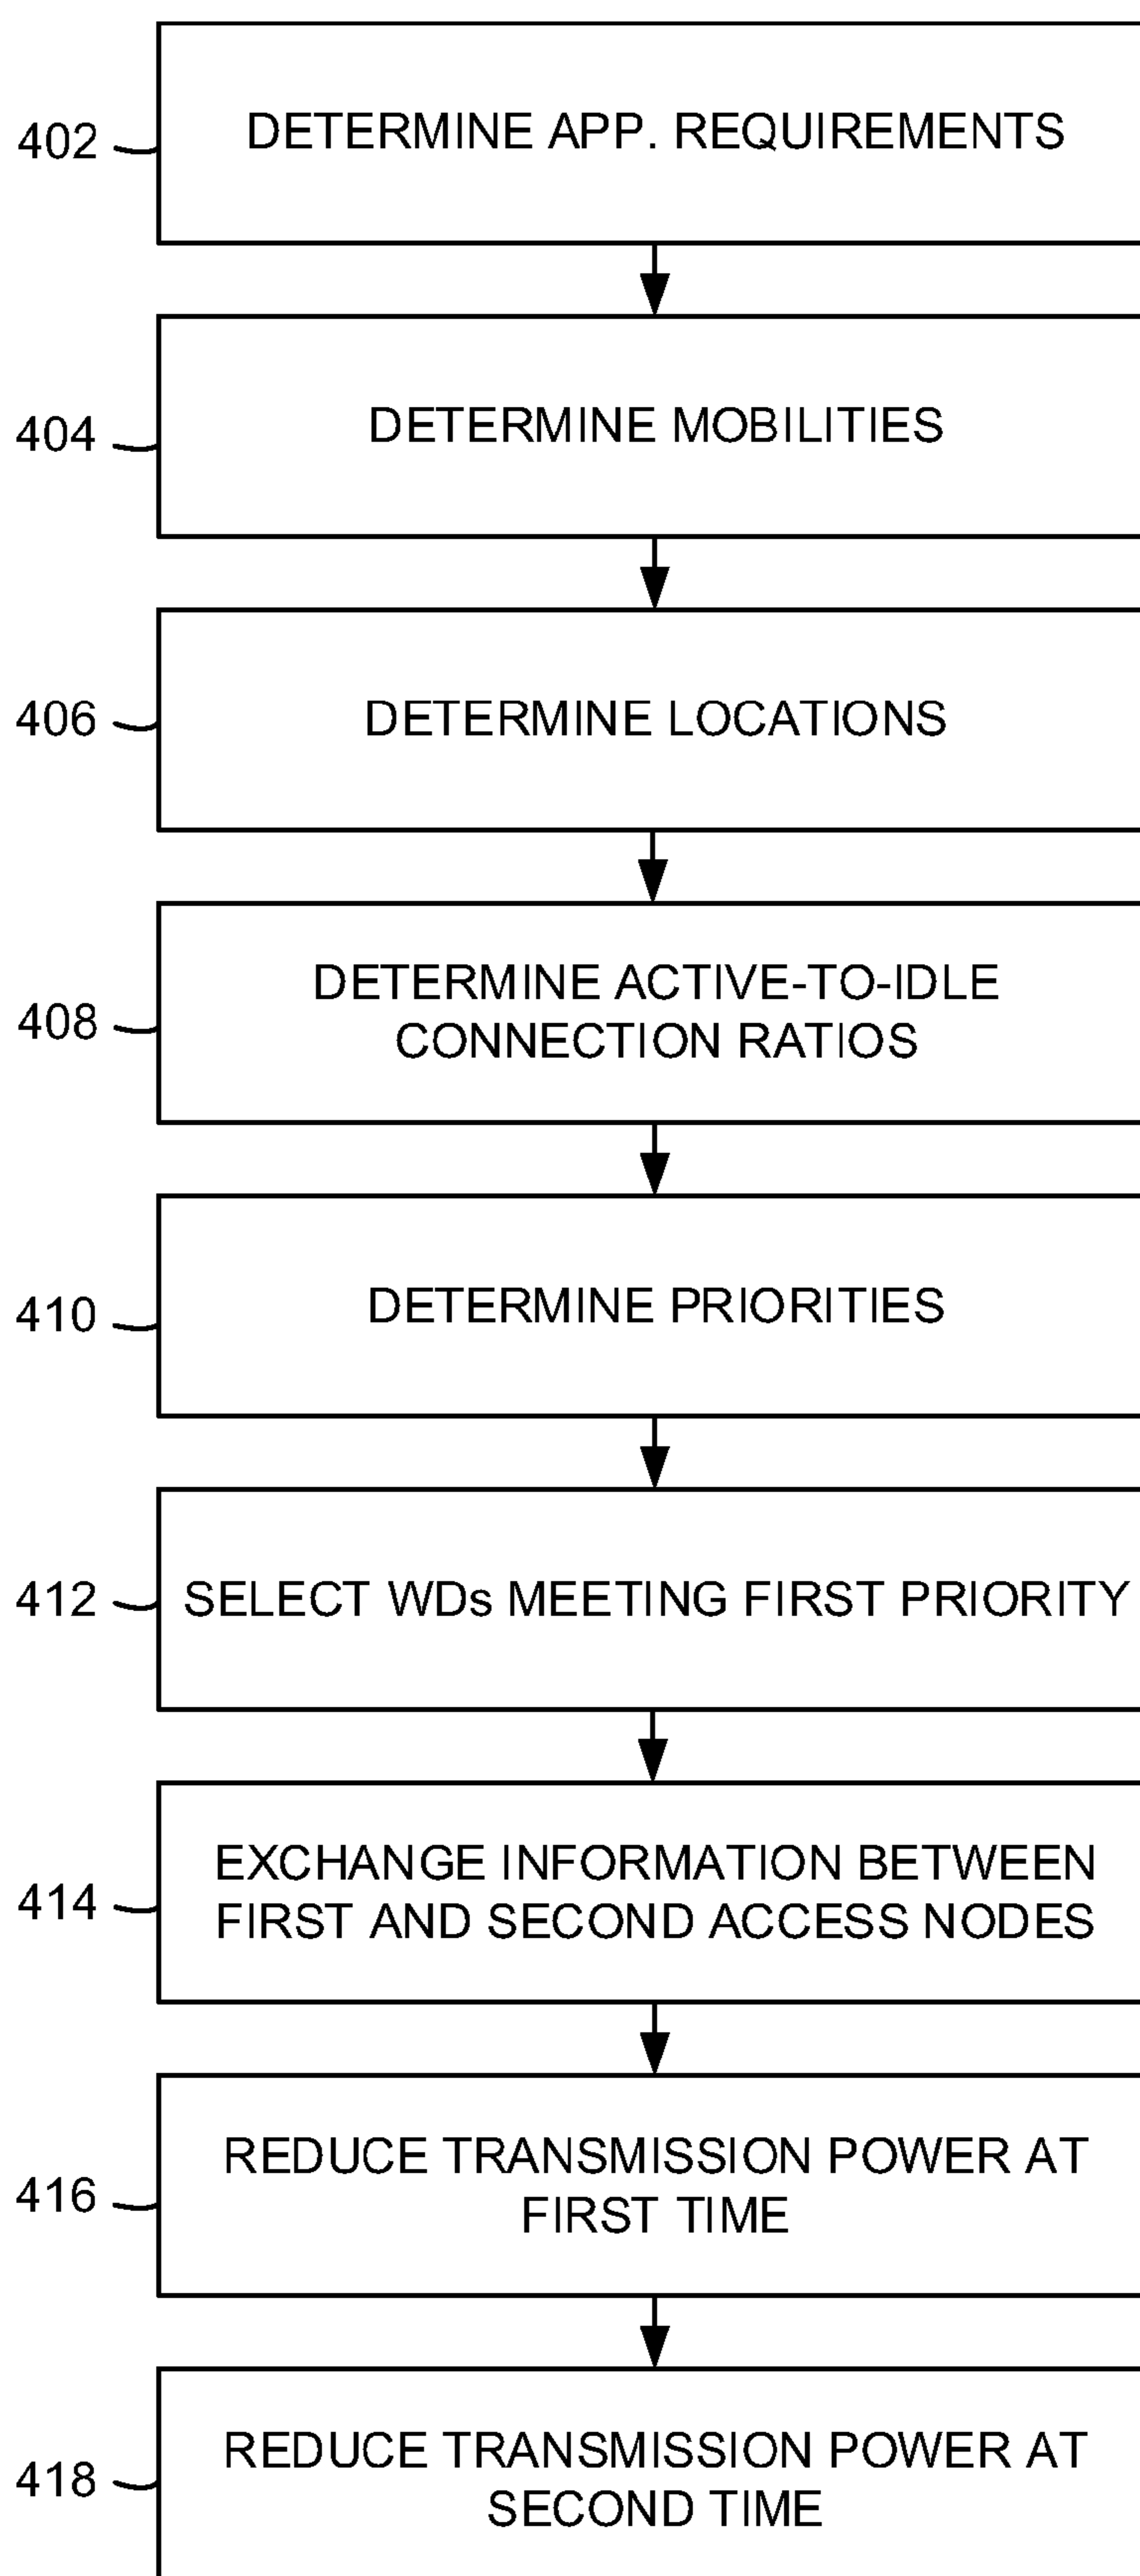 402
DETERMINE APP. REQUIREMENTS
404
DETERMINE MOBILITIES
406
DETERMINE LOCATIONS
408
DETERMINE ACTIVE-TO-IDLE
CONNECTION RATIOS
410
DETERMINE PRIORITIES
412
SELECT WDs MEETING FIRST PRIORITY
414
EXCHANGE INFORMATION BETWEEN
FIRST AND SECOND ACCESS NODES
416
REDUCE TRANSMISSION POWER AT
FIRST TIME
418
REDUCE TRANSMISSION POWER AT
SECOND TIME